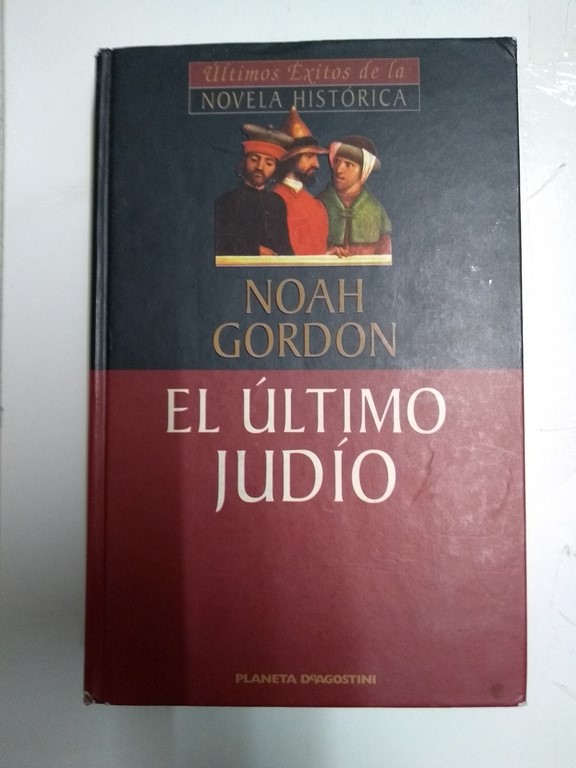 Últimos Éxitos de la
NOVELA HISTÓRICA
NOAH
GORDON
EL ÚLTIMO
JUDÍO
PLANETA DeAGOSTINI